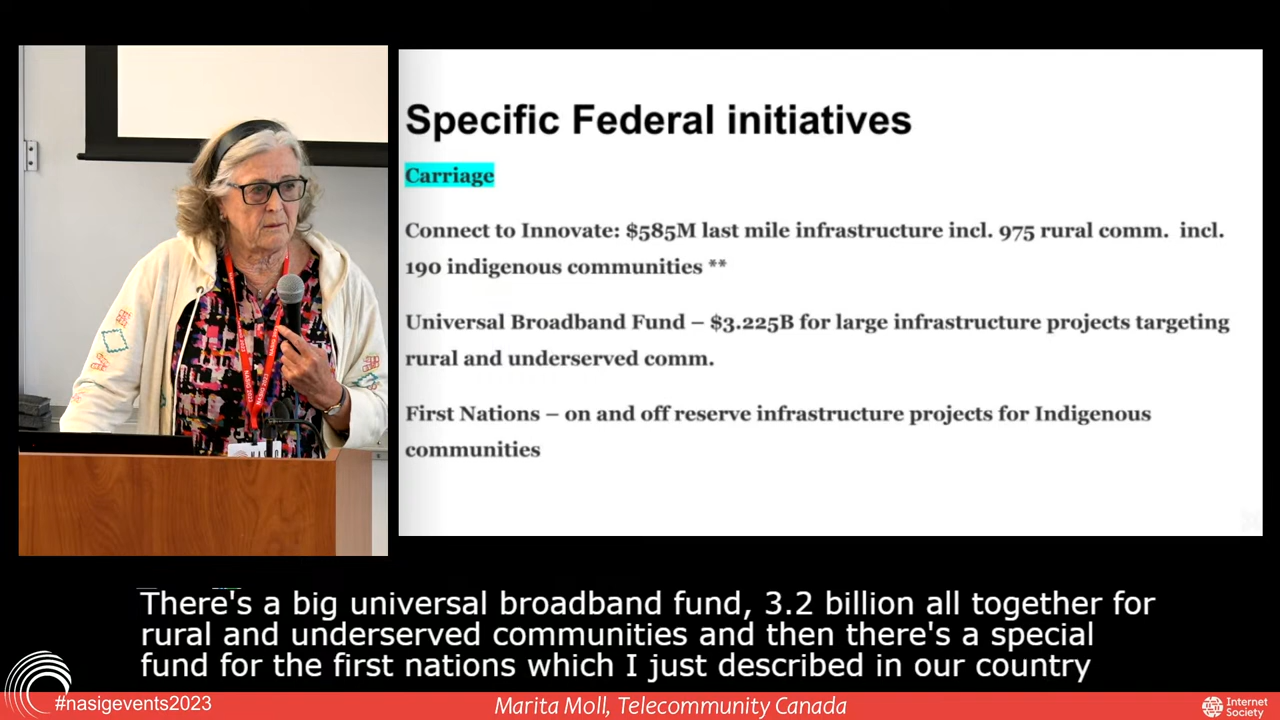 Specific Federal initiatives
Carriage
Connect to Innovate: $585M last mile infrastructure incl. 975 rural comm. incl.
190 indigenous communities **
Universal Broadband Fund – $3.225B for large infrastructure projects targeting
rural and underserved comm.
First Nations – on and off reserve infrastructure projects for Indigenous
communities
There's a big universal broadband fund, 3.2 billion all together for
rural and underserved communities and then there's a special
fund for the first nations which I just described in our country
#nasigevents2023
Marita Moll, Telecommunity Canada
Internet
Society